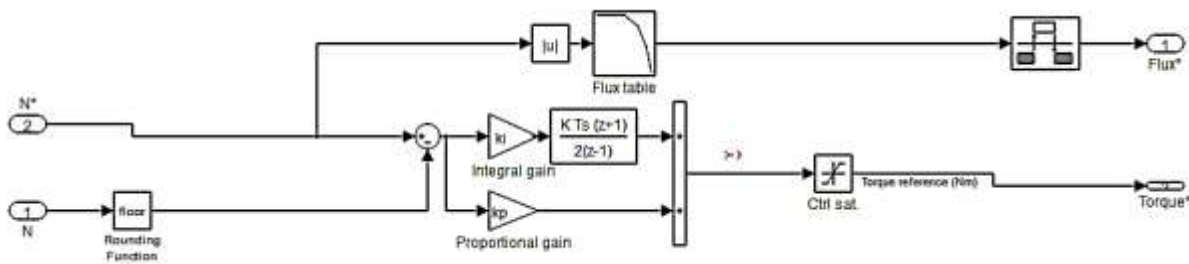 |u|
Flux table
1
Flux*
N*
2
+
-
ki
Integral gain
K Ts (z+1)
2(z-1)
+
+
Ctrl sat.
Torque reference (Nm)
Torque*
1
N
floor
Rounding
Function
kp
Proportional gain